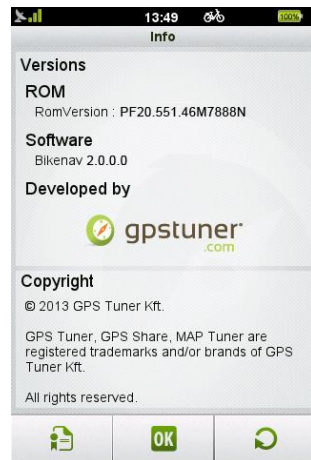 13:49
100%
Info
Versions
ROM
RomVersion : PF20.551.46M7888N
Software
Bikenav 2.0.0.0
Developed by
gpstuner
.com
Copyright
© 2013 GPS Tuner Kft.
GPS Tuner, GPS Share, MAP Tuner are
registered trademarks and/or brands of GPS
Tuner Kft.
All rights reserved.
OK